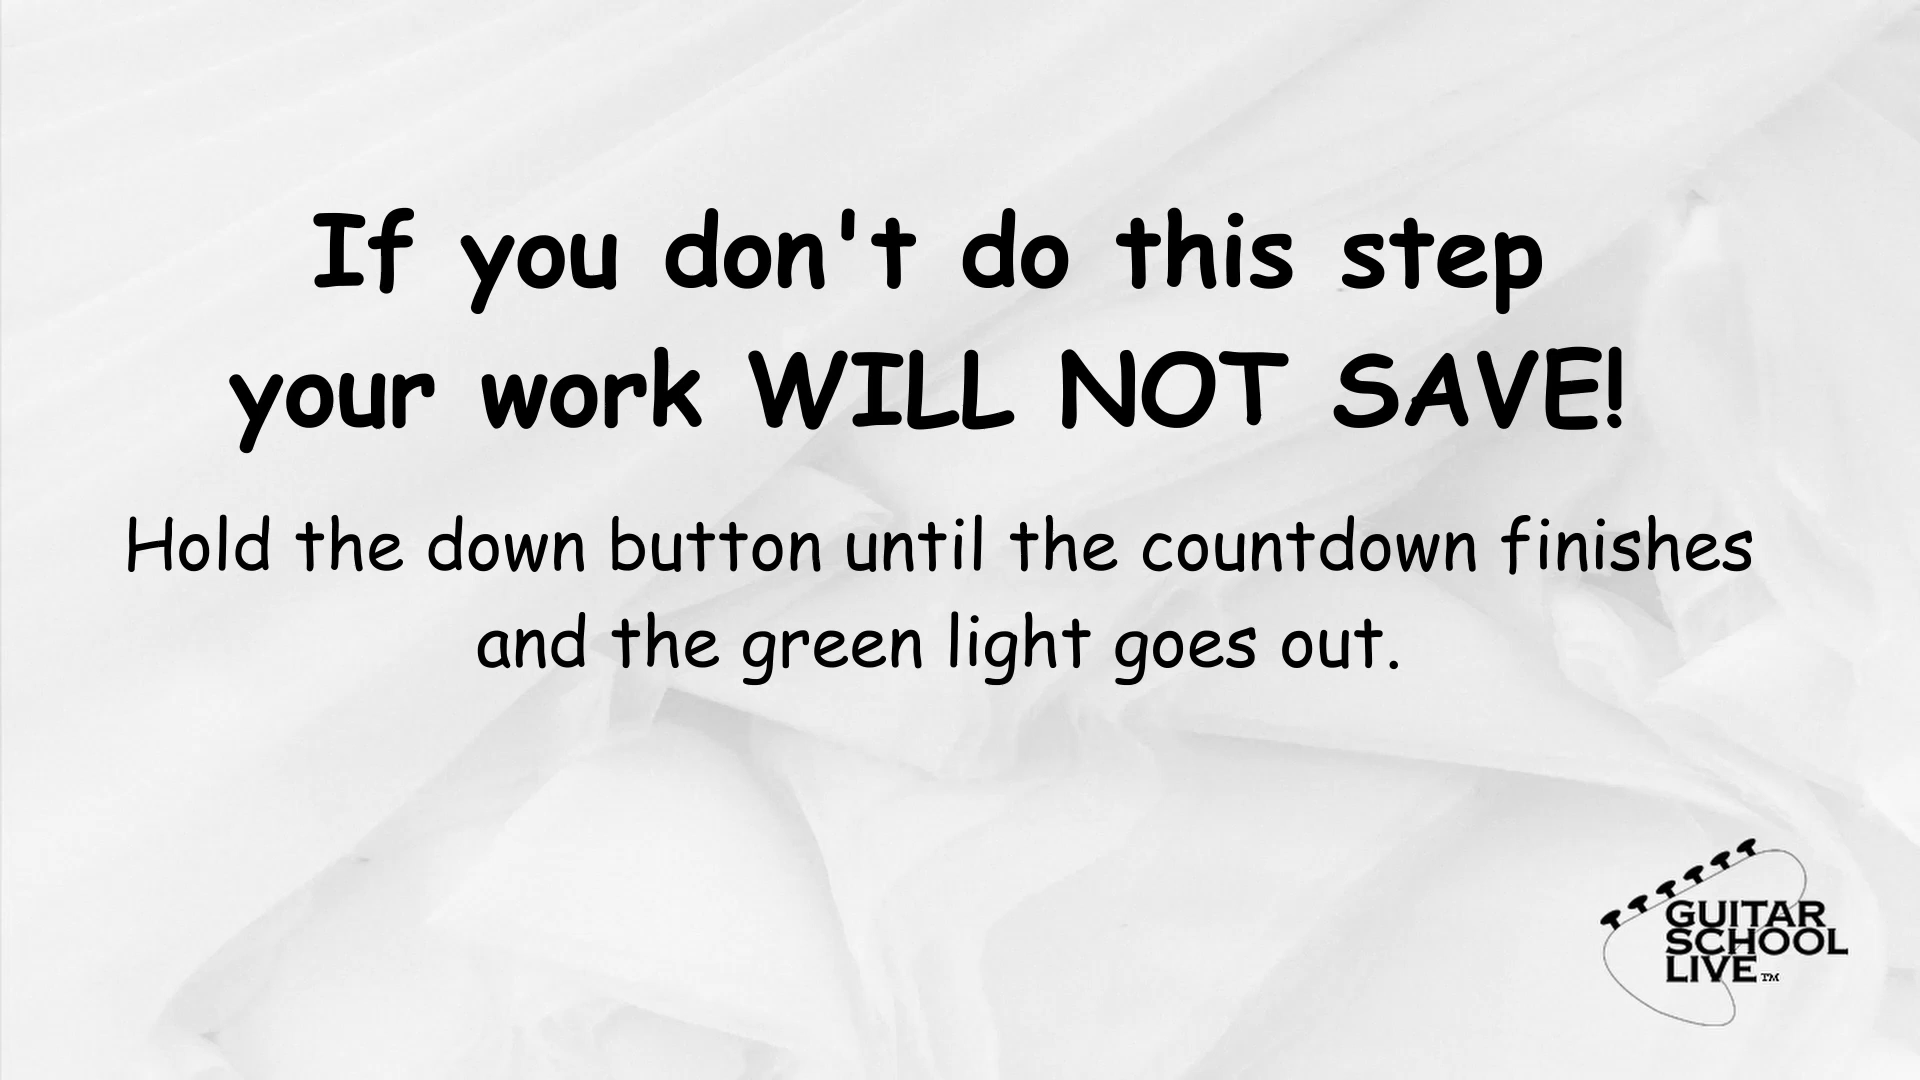 If you don't do this step
your work WILL NOT SAVE!
Hold the down button until the countdown finishes
and the green light goes out.
GUITAR
SCHOOL
LIVE™